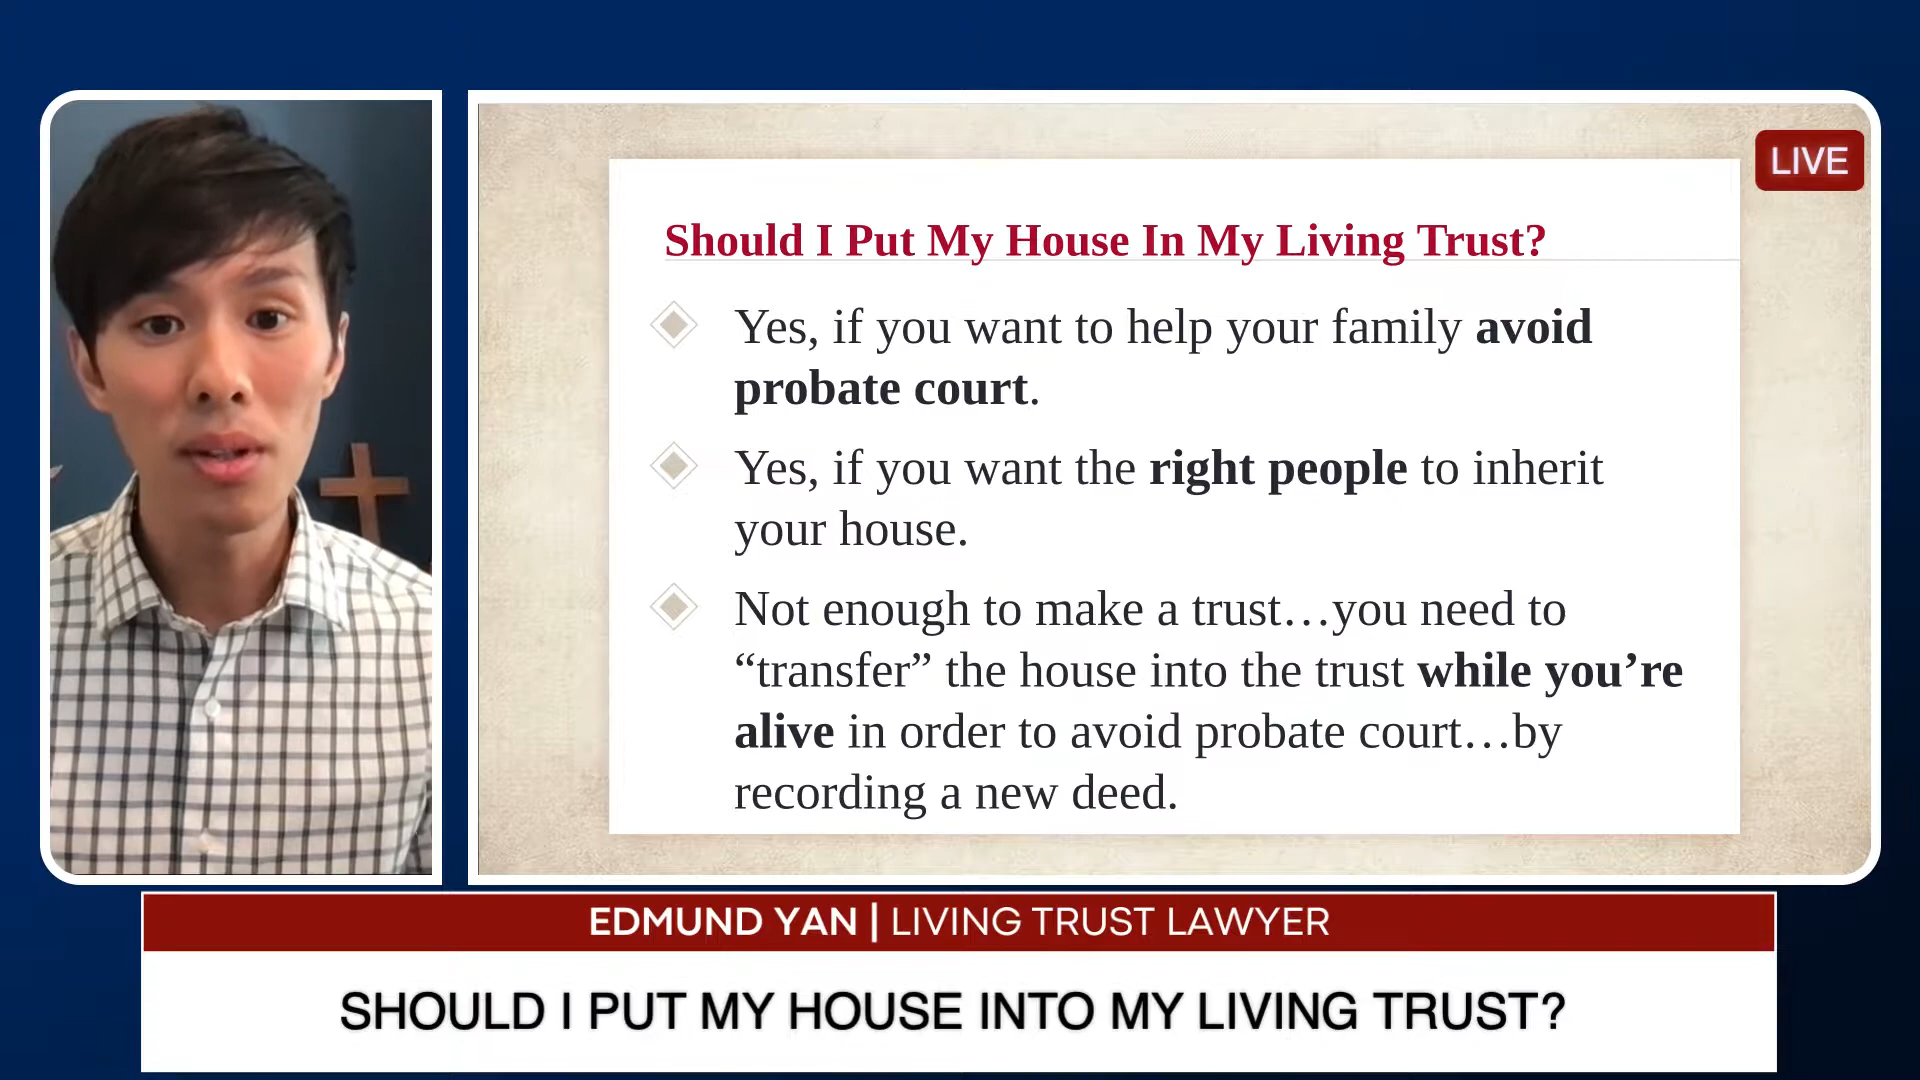 LIVE
Should I Put My House In My Living Trust?
Yes, if you want to help your family avoid
probate court.
Yes, if you want the right people to inherit
your house.
Not enough to make a trust…you need to
“transfer” the house into the trust while you’re
alive in order to avoid probate court…by
recording a new deed.
EDMUND YAN | LIVING TRUST LAWYER
SHOULD I PUT MY HOUSE INTO MY LIVING TRUST?